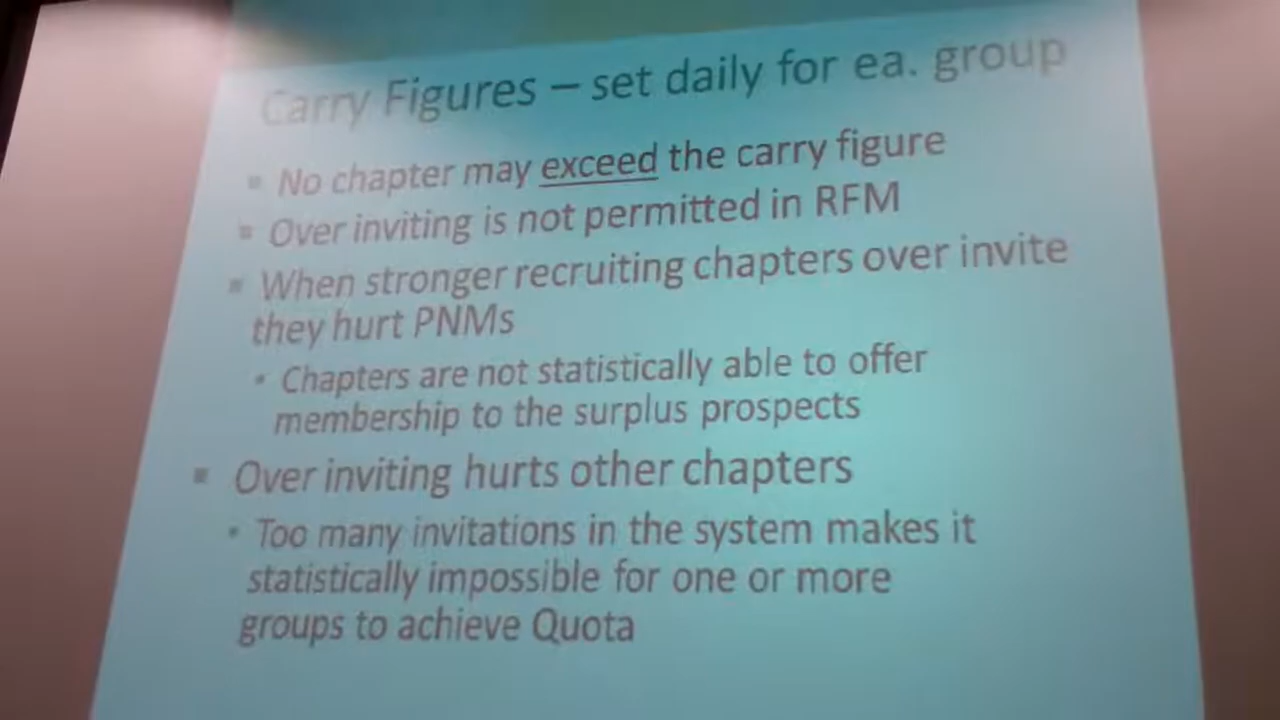 Carry Figures – set daily for ea. group
▪ No chapter may exceed the carry figure
▪ Over inviting is not permitted in RFM
▪ When stronger recruiting chapters over invite
they hurt PNMs
• Chapters are not statistically able to offer
membership to the surplus prospects
▪ Over inviting hurts other chapters
• Too many invitations in the system makes it
statistically impossible for one or more
groups to achieve Quota